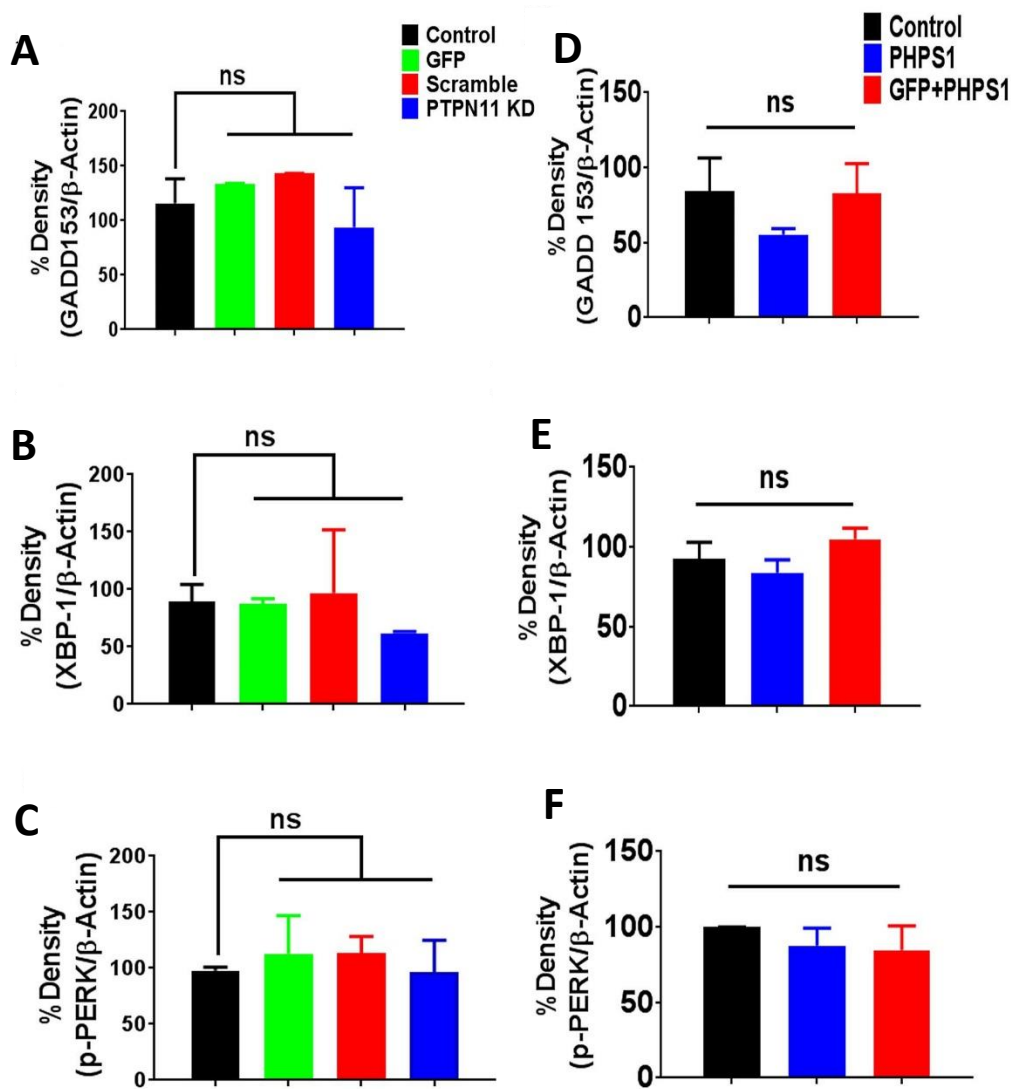 A
Control
GFP
Scramble
PTPN11 KD
ns
200
150
100
50
0
% Density
(GADD153/β-Actin)
D
Control
PHPS1
GFP+PHPS1
ns
150
100
50
0
% Density
(GADD 153/β-Actin)
B
ns
200
150
100
50
0
% Density
(XBP-1/β-Actin)
E
ns
150
100
50
0
% Density
(XBP-1/β-Actin)
C
ns
200
150
100
50
0
% Density
(p-PERK/β-Actin)
F
ns
150
100
50
0
% Density
(p-PERK/β-Actin)